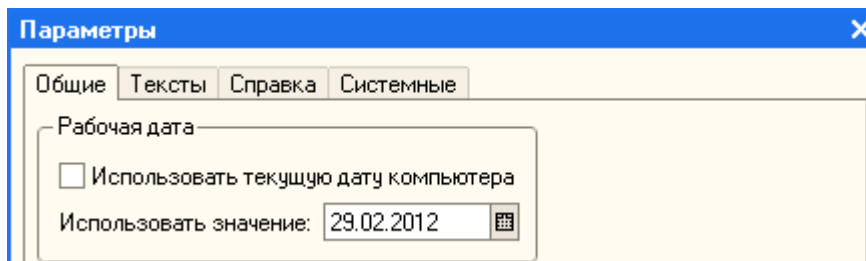 Параметры
Общие Тексты Справка Системные
Рабочая дата
Использовать текущую дату компьютера
Использовать значение: 29.02.2012